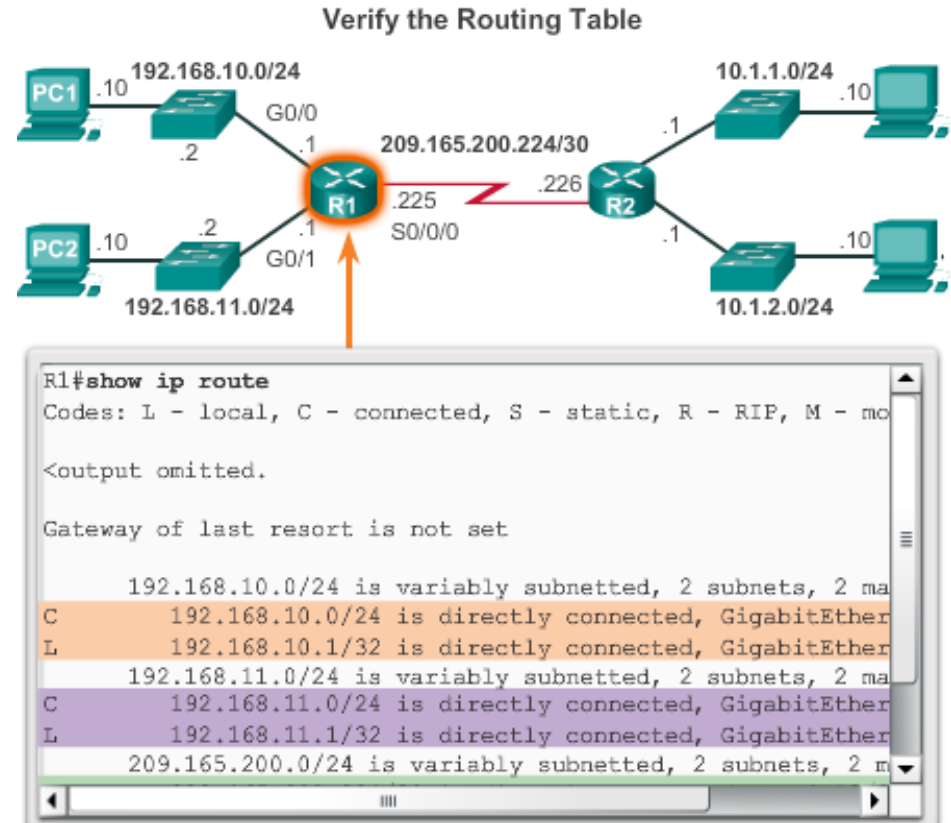 Verify the Routing Table
192.168.10.0/24
10.1.1.0/24
PC1
.10
.10
G0/0
.2
.1
209.165.200.224/30
.1
R1
.225
.226
R2
S0/0/0
PC2
.10
.2
.1
G0/1
.1
.10
192.168.11.0/24
10.1.2.0/24
R1#show ip route
Codes: L - local, C - connected, S - static, R - RIP, M - mo
<output omitted.
Gateway of last resort is not set
192.168.10.0/24 is variably subnetted, 2 subnets, 2 ma
C 192.168.10.0/24 is directly connected, GigabitEther
L 192.168.10.1/32 is directly connected, GigabitEther
192.168.11.0/24 is variably subnetted, 2 subnets, 2 ma
C 192.168.11.0/24 is directly connected, GigabitEther
L 192.168.11.1/32 is directly connected, GigabitEther
209.165.200.0/24 is variably subnetted, 2 subnets, 2 m